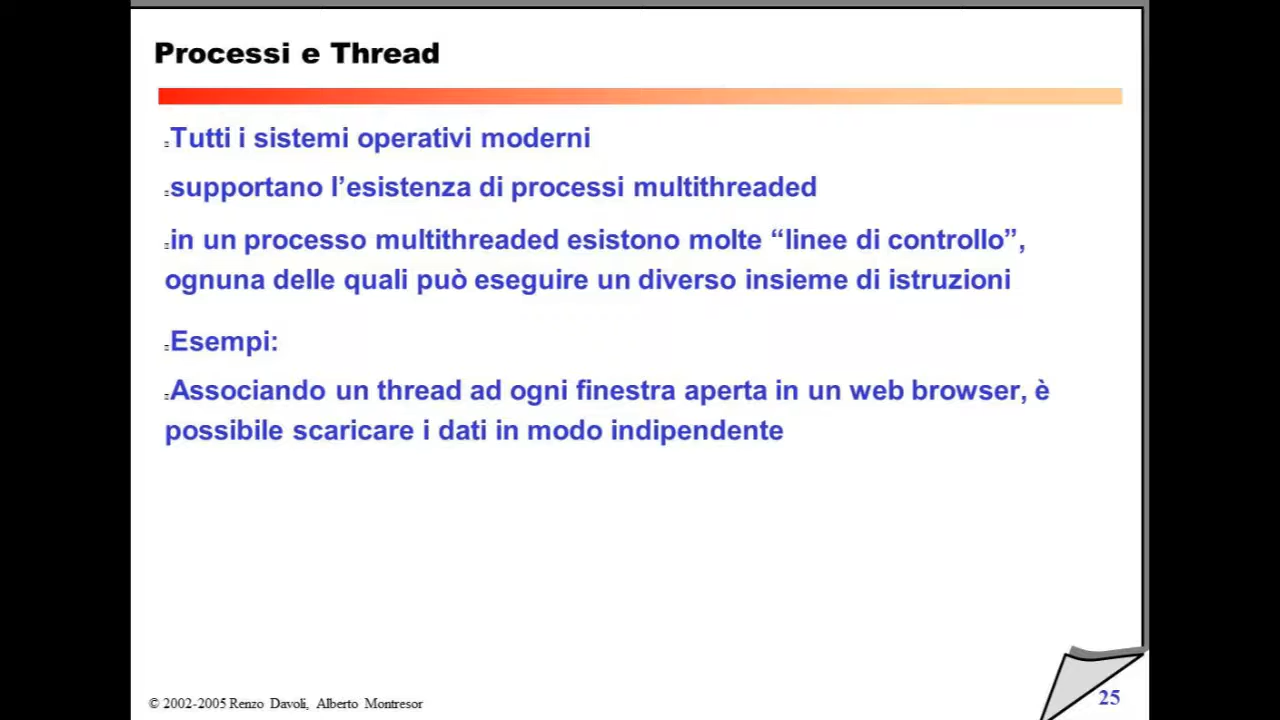 Processi e Thread
Tutti i sistemi operativi moderni
supportano l’esistenza di processi multithreaded
in un processo multithreaded esistono molte “linee di controllo”,
ognuna delle quali può eseguire un diverso insieme di istruzioni
Esempi:
Associando un thread ad ogni finestra aperta in un web browser, è
possibile scaricare i dati in modo indipendente
© 2002-2005 Renzo Davoli, Alberto Montresor
25